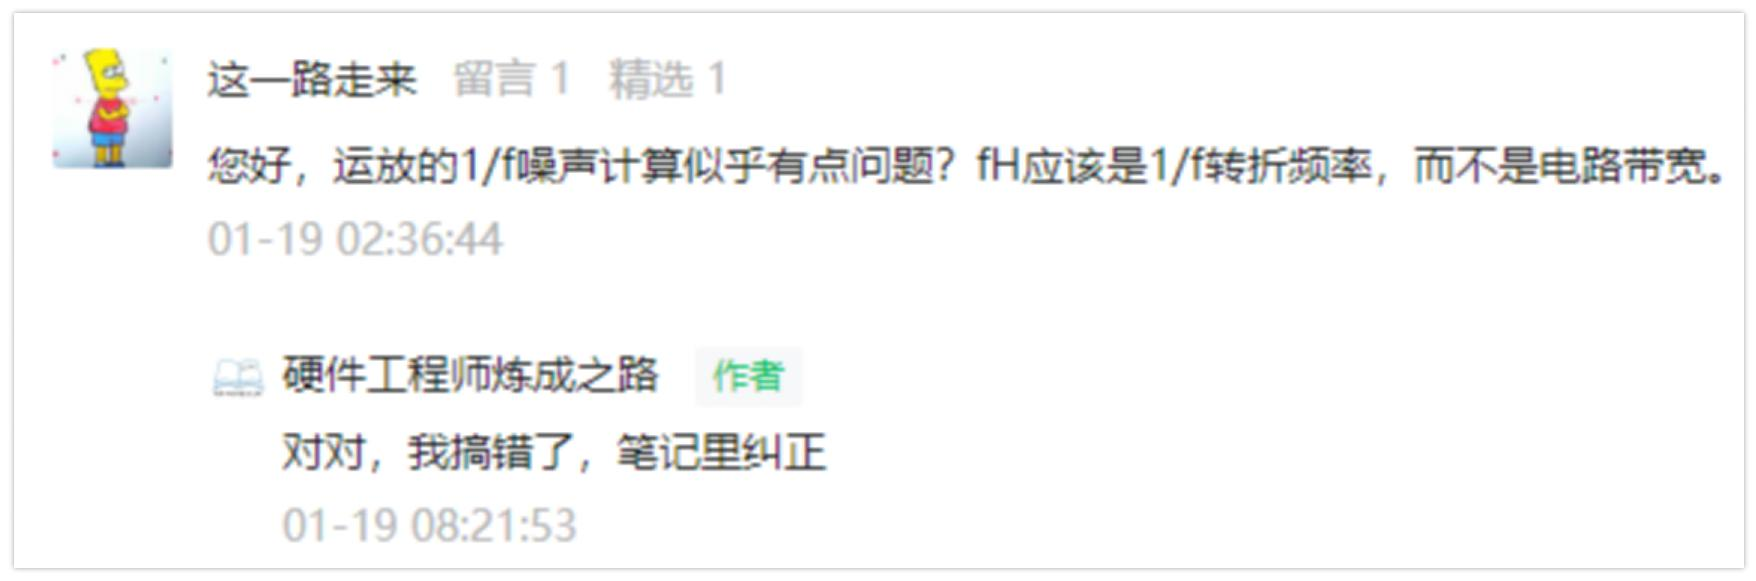 这一路走来 留言 1 精选 1
您好，运放的1/f噪声计算似乎有点问题？fH应该是1/f转折频率，而不是电路带宽。
01-19 02:36:44
硬件工程师炼成之路 作者
对对，我搞错了，笔记里纠正
01-19 08:21:53